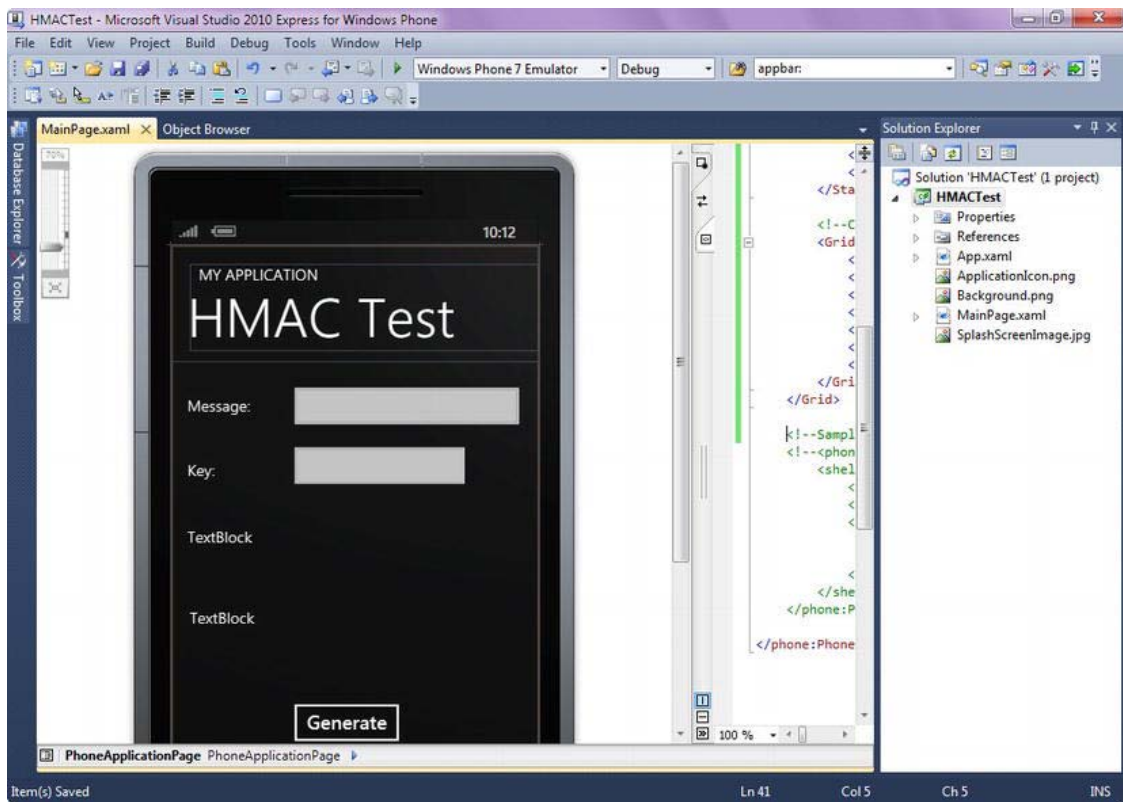 HMACTest - Microsoft Visual Studio 2010 Express for Windows Phone
File Edit View Project Build Debug Tools Window Help
Windows Phone 7 Emulator Debug appbar:
MainPage.xaml Object Browser
Database Explorer
Toolbox
70%
10:12
MY APPLICATION
HMAC Test
Message:
Key:
TextBlock
TextBlock
Generate
<
<
</Sta
<!--C
<Grid
<
<
<
<
<
<
<
</Gri
</Grid>
<!--Sampl
<!--<phon
<shel
<
<
<
<
</she
</phone:P
</phone:Phone
100 %
Solution Explorer
Solution 'HMACTest' (1 project)
HMACTest
Properties
References
App.xaml
ApplicationIcon.png
Background.png
MainPage.xaml
SplashScreenImage.jpg
PhoneApplicationPage PhoneApplicationPage
Item(s) Saved Ln 41 Col 5 Ch 5 INS